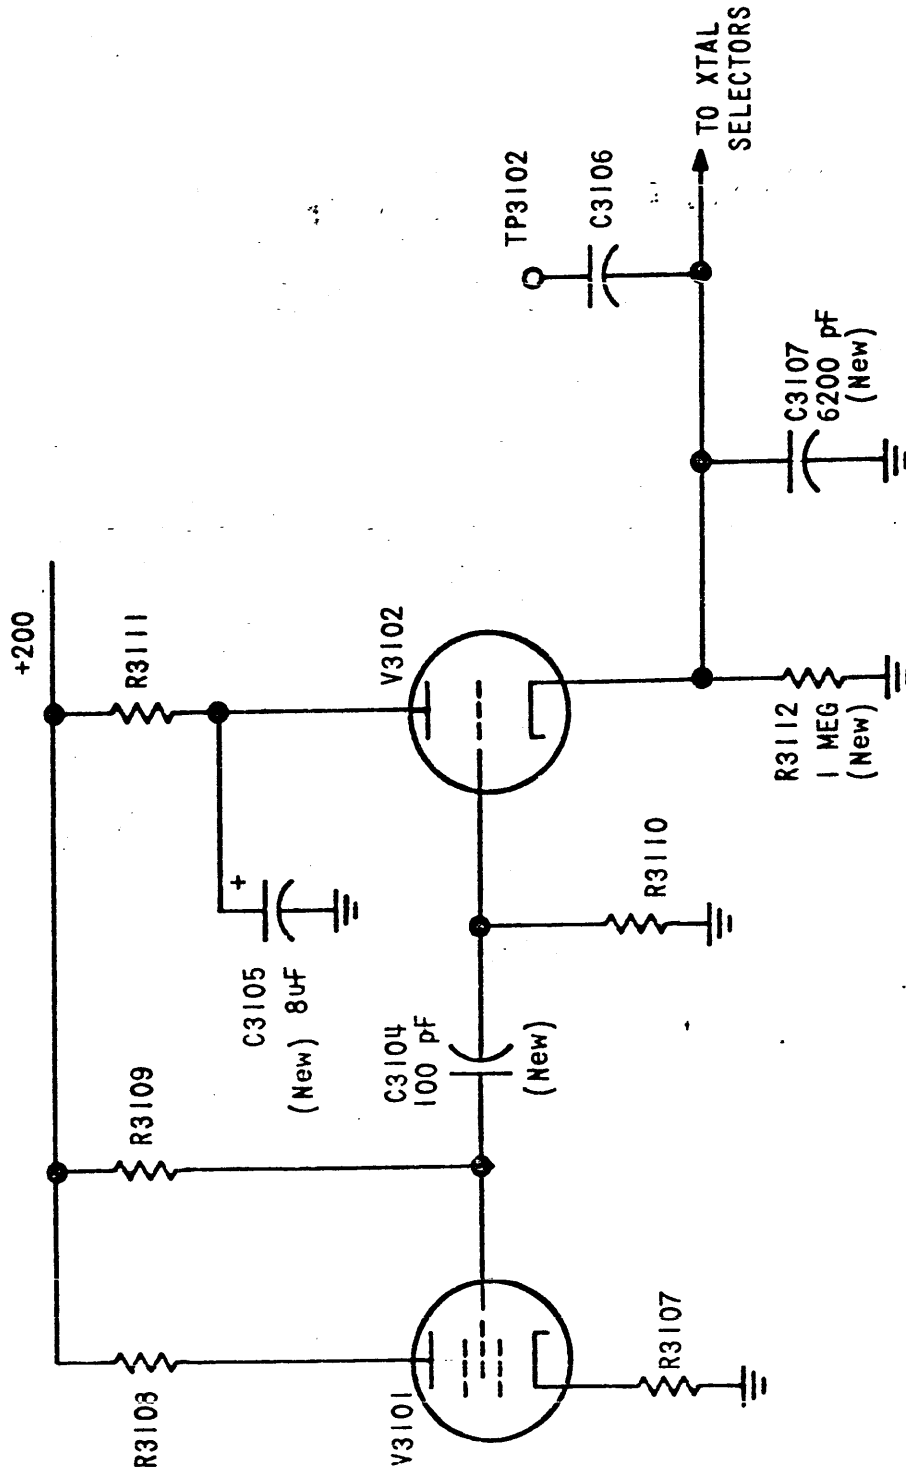 +200
R3108
R3109
R3111
C3105
(New) 8uF
+
V3101
V3102
C3104
100 pF
(New)
R3107
R3110
R3112
1 MEG
(New)
C3107
6200 pF
(New)
TP3102
C3106
TO XTAL
SELECTORS